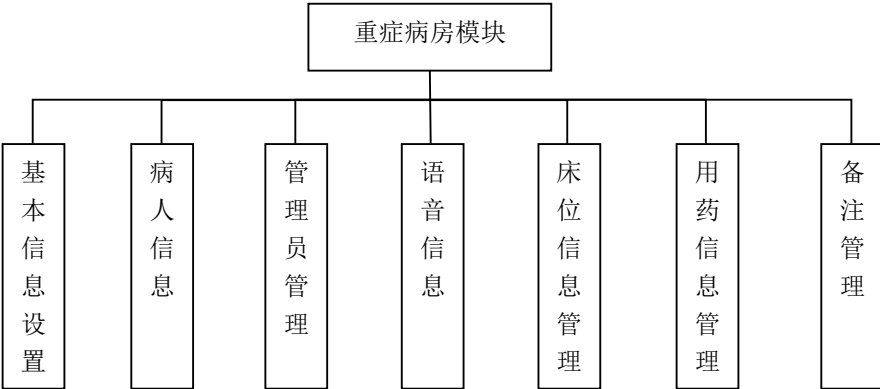 重症病房模块
基本信息设置
病人信息
管理员管理
语音信息
床位信息管理
用药信息管理
备注管理